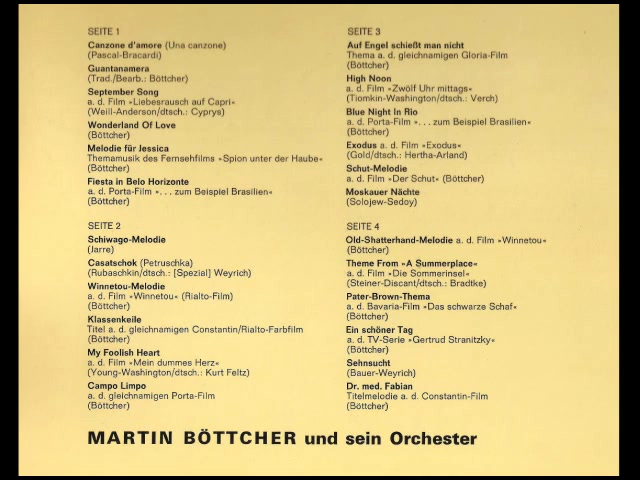 SEITE 1
Canzone d'amore (Una canzone)
(Pascal-Bracardi)
Guantanamera
(Trad./Bearb.: Böttcher)
September Song
a. d. Film »Liebesrausch auf Capri«
(Weill-Anderson/dtsch.: Cyprys)
Wonderland Of Love
(Böttcher)
Melodie für Jessica
Themamusik des Fernsehfilms »Spion unter der Haube«
(Böttcher)
Fiesta in Belo Horizonte
a. d. Porta-Film ». . . zum Beispiel Brasilien«
(Böttcher)
SEITE 2
Schiwago-Melodie
(Jarre)
Casatschok (Petruschka)
(Rubaschkin/dtsch.: [Spezial] Weyrich)
Winnetou-Melodie
a. d. Film »Winnetou« (Rialto-Film)
(Böttcher)
Klassenkeile
Titel a. d. gleichnamigen Constantin/Rialto-Farbfilm
(Böttcher)
My Foolish Heart
a. d. Film »Mein dummes Herz«
(Young-Washington/dtsch.: Kurt Feltz)
Campo Limpo
a. d. gleichnamigen Porta-Film
(Böttcher)
SEITE 3
Auf Engel schießt man nicht
Thema a. d. gleichnamigen Gloria-Film
(Böttcher)
High Noon
a. d. Film »Zwölf Uhr mittags«
(Tiomkin-Washington/dtsch.: Verch)
Blue Night In Rio
a. d. Porta-Film ». . . zum Beispiel Brasilien«
(Böttcher)
Exodus a. d. Film »Exodus«
(Gold/dtsch.: Hertha-Arland)
Schut-Melodie
a. d. Film »Der Schut« (Böttcher)
Moskauer Nächte
(Solojew-Sedoy)
SEITE 4
Old-Shatterhand-Melodie a. d. Film »Winnetou«
(Böttcher)
Theme From »A Summerplace«
a. d. Film »Die Sommerinsel«
(Steiner-Discant/dtsch.: Bradtke)
Pater-Brown-Thema
a. d. Bavaria-Film »Das schwarze Schaf«
(Böttcher)
Ein schöner Tag
a. d. TV-Serie »Gertrud Stranitzky«
(Böttcher)
Sehnsucht
(Bauer-Weyrich)
Dr. med. Fabian
Titelmelodie a. d. Constantin-Film
(Böttcher)
MARTIN BÖTTCHER und sein Orchester